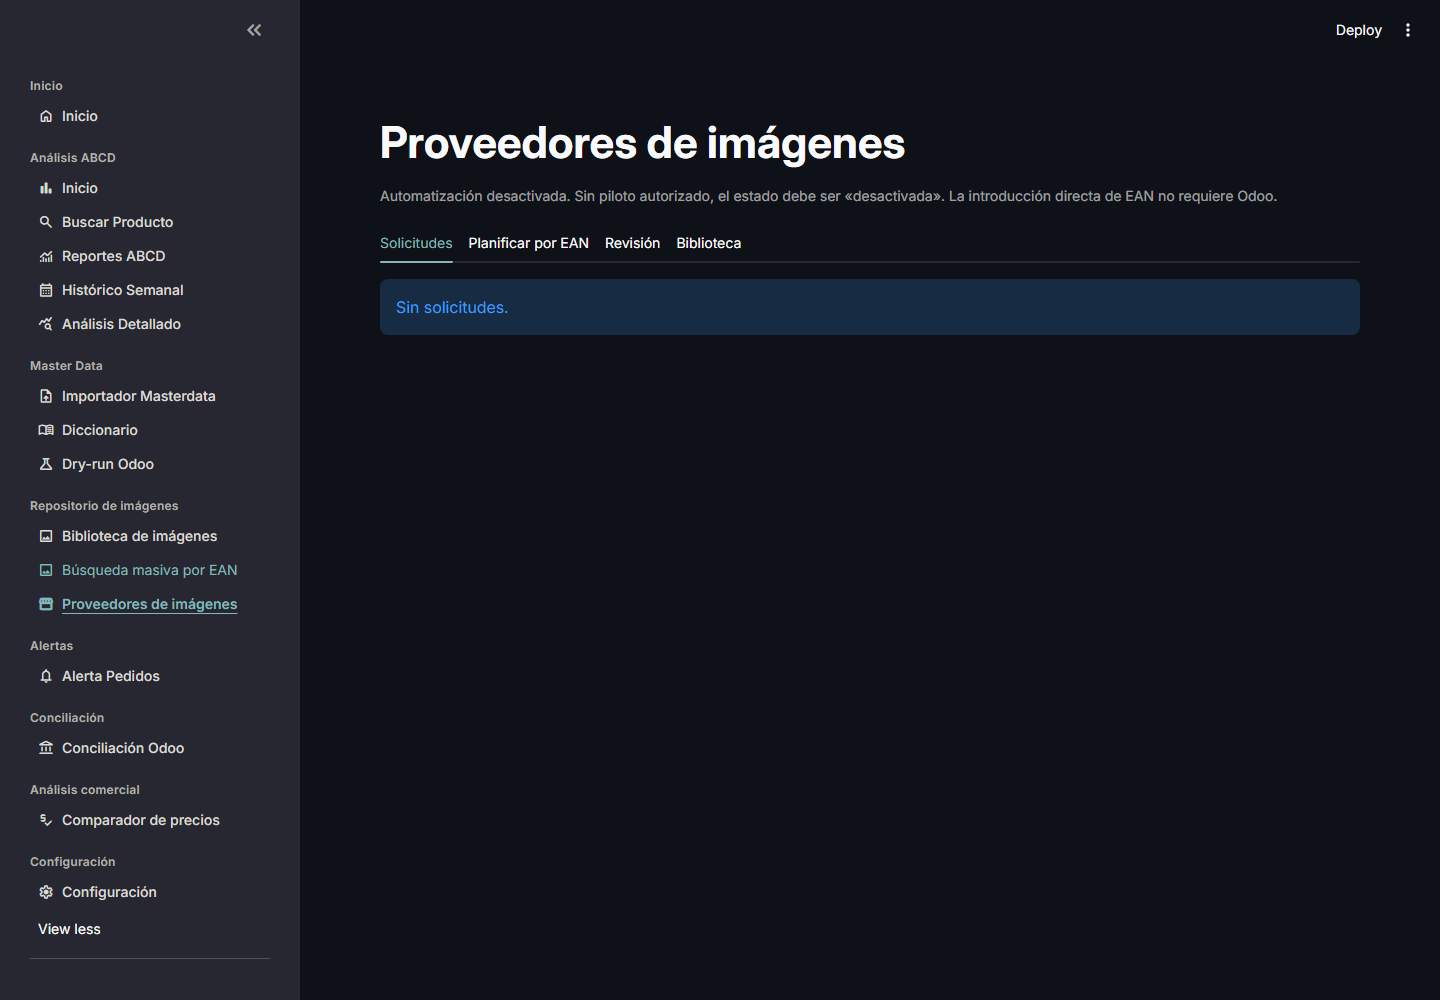 Inicio
Inicio
Análisis ABCD
Inicio
Buscar Producto
Reportes ABCD
Histórico Semanal
Análisis Detallado
Master Data
Importador Masterdata
Diccionario
Dry-run Odoo
Repositorio de imágenes
Biblioteca de imágenes
Búsqueda masiva por EAN
Proveedores de imágenes
Alertas
Alerta Pedidos
Conciliación
Conciliación Odoo
Análisis comercial
Comparador de precios
Configuración
Configuración
View less
Deploy
Proveedores de imágenes
Automatización desactivada. Sin piloto autorizado, el estado debe ser «desactivada». La introducción directa de EAN no requiere Odoo.
Solicitudes Planificar por EAN Revisión Biblioteca
Sin solicitudes.